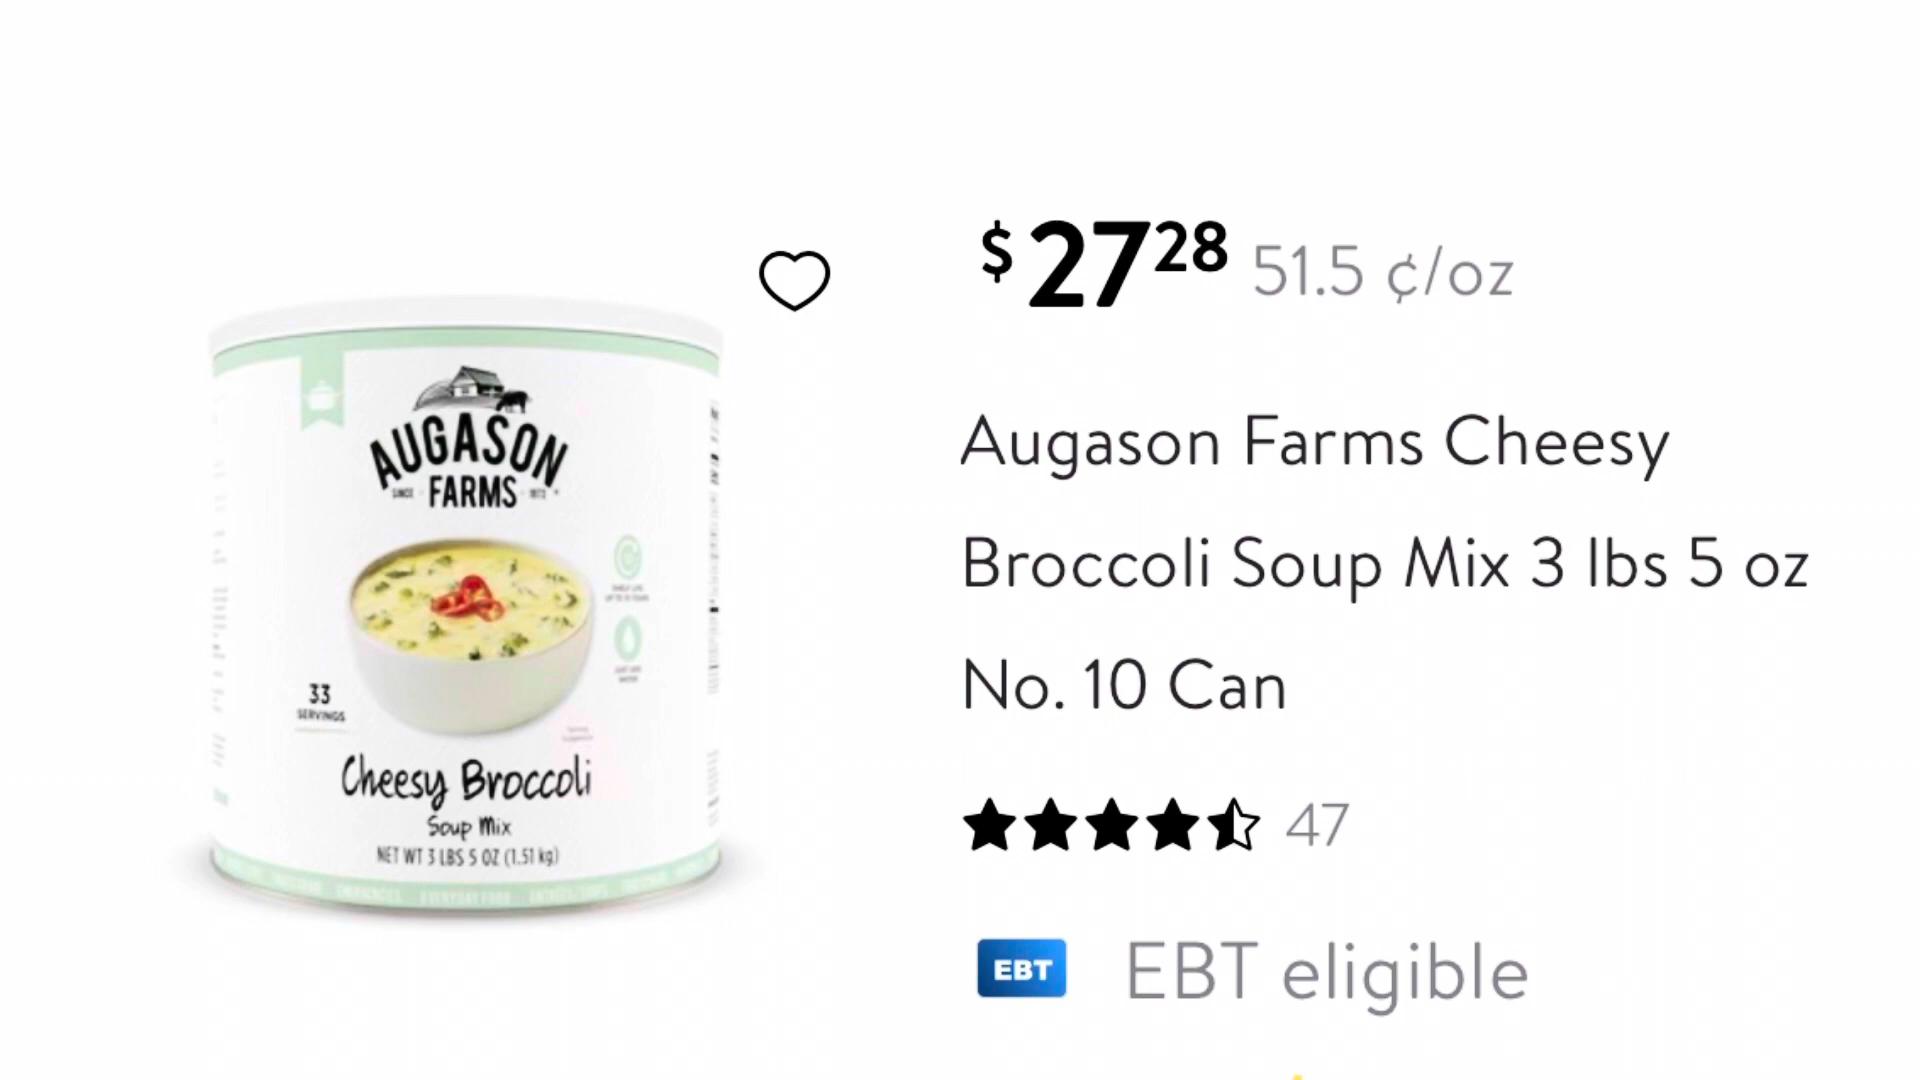 $27 28 51.5 ¢/oz
Augason Farms Cheesy
Broccoli Soup Mix 3 lbs 5 oz
No. 10 Can
47
EBT EBT eligible
AUGASON
FARMS
33
SERVINGS
Cheesy Broccoli
Soup Mix
NET WT 3 LBS 5 OZ (1.51 kg)